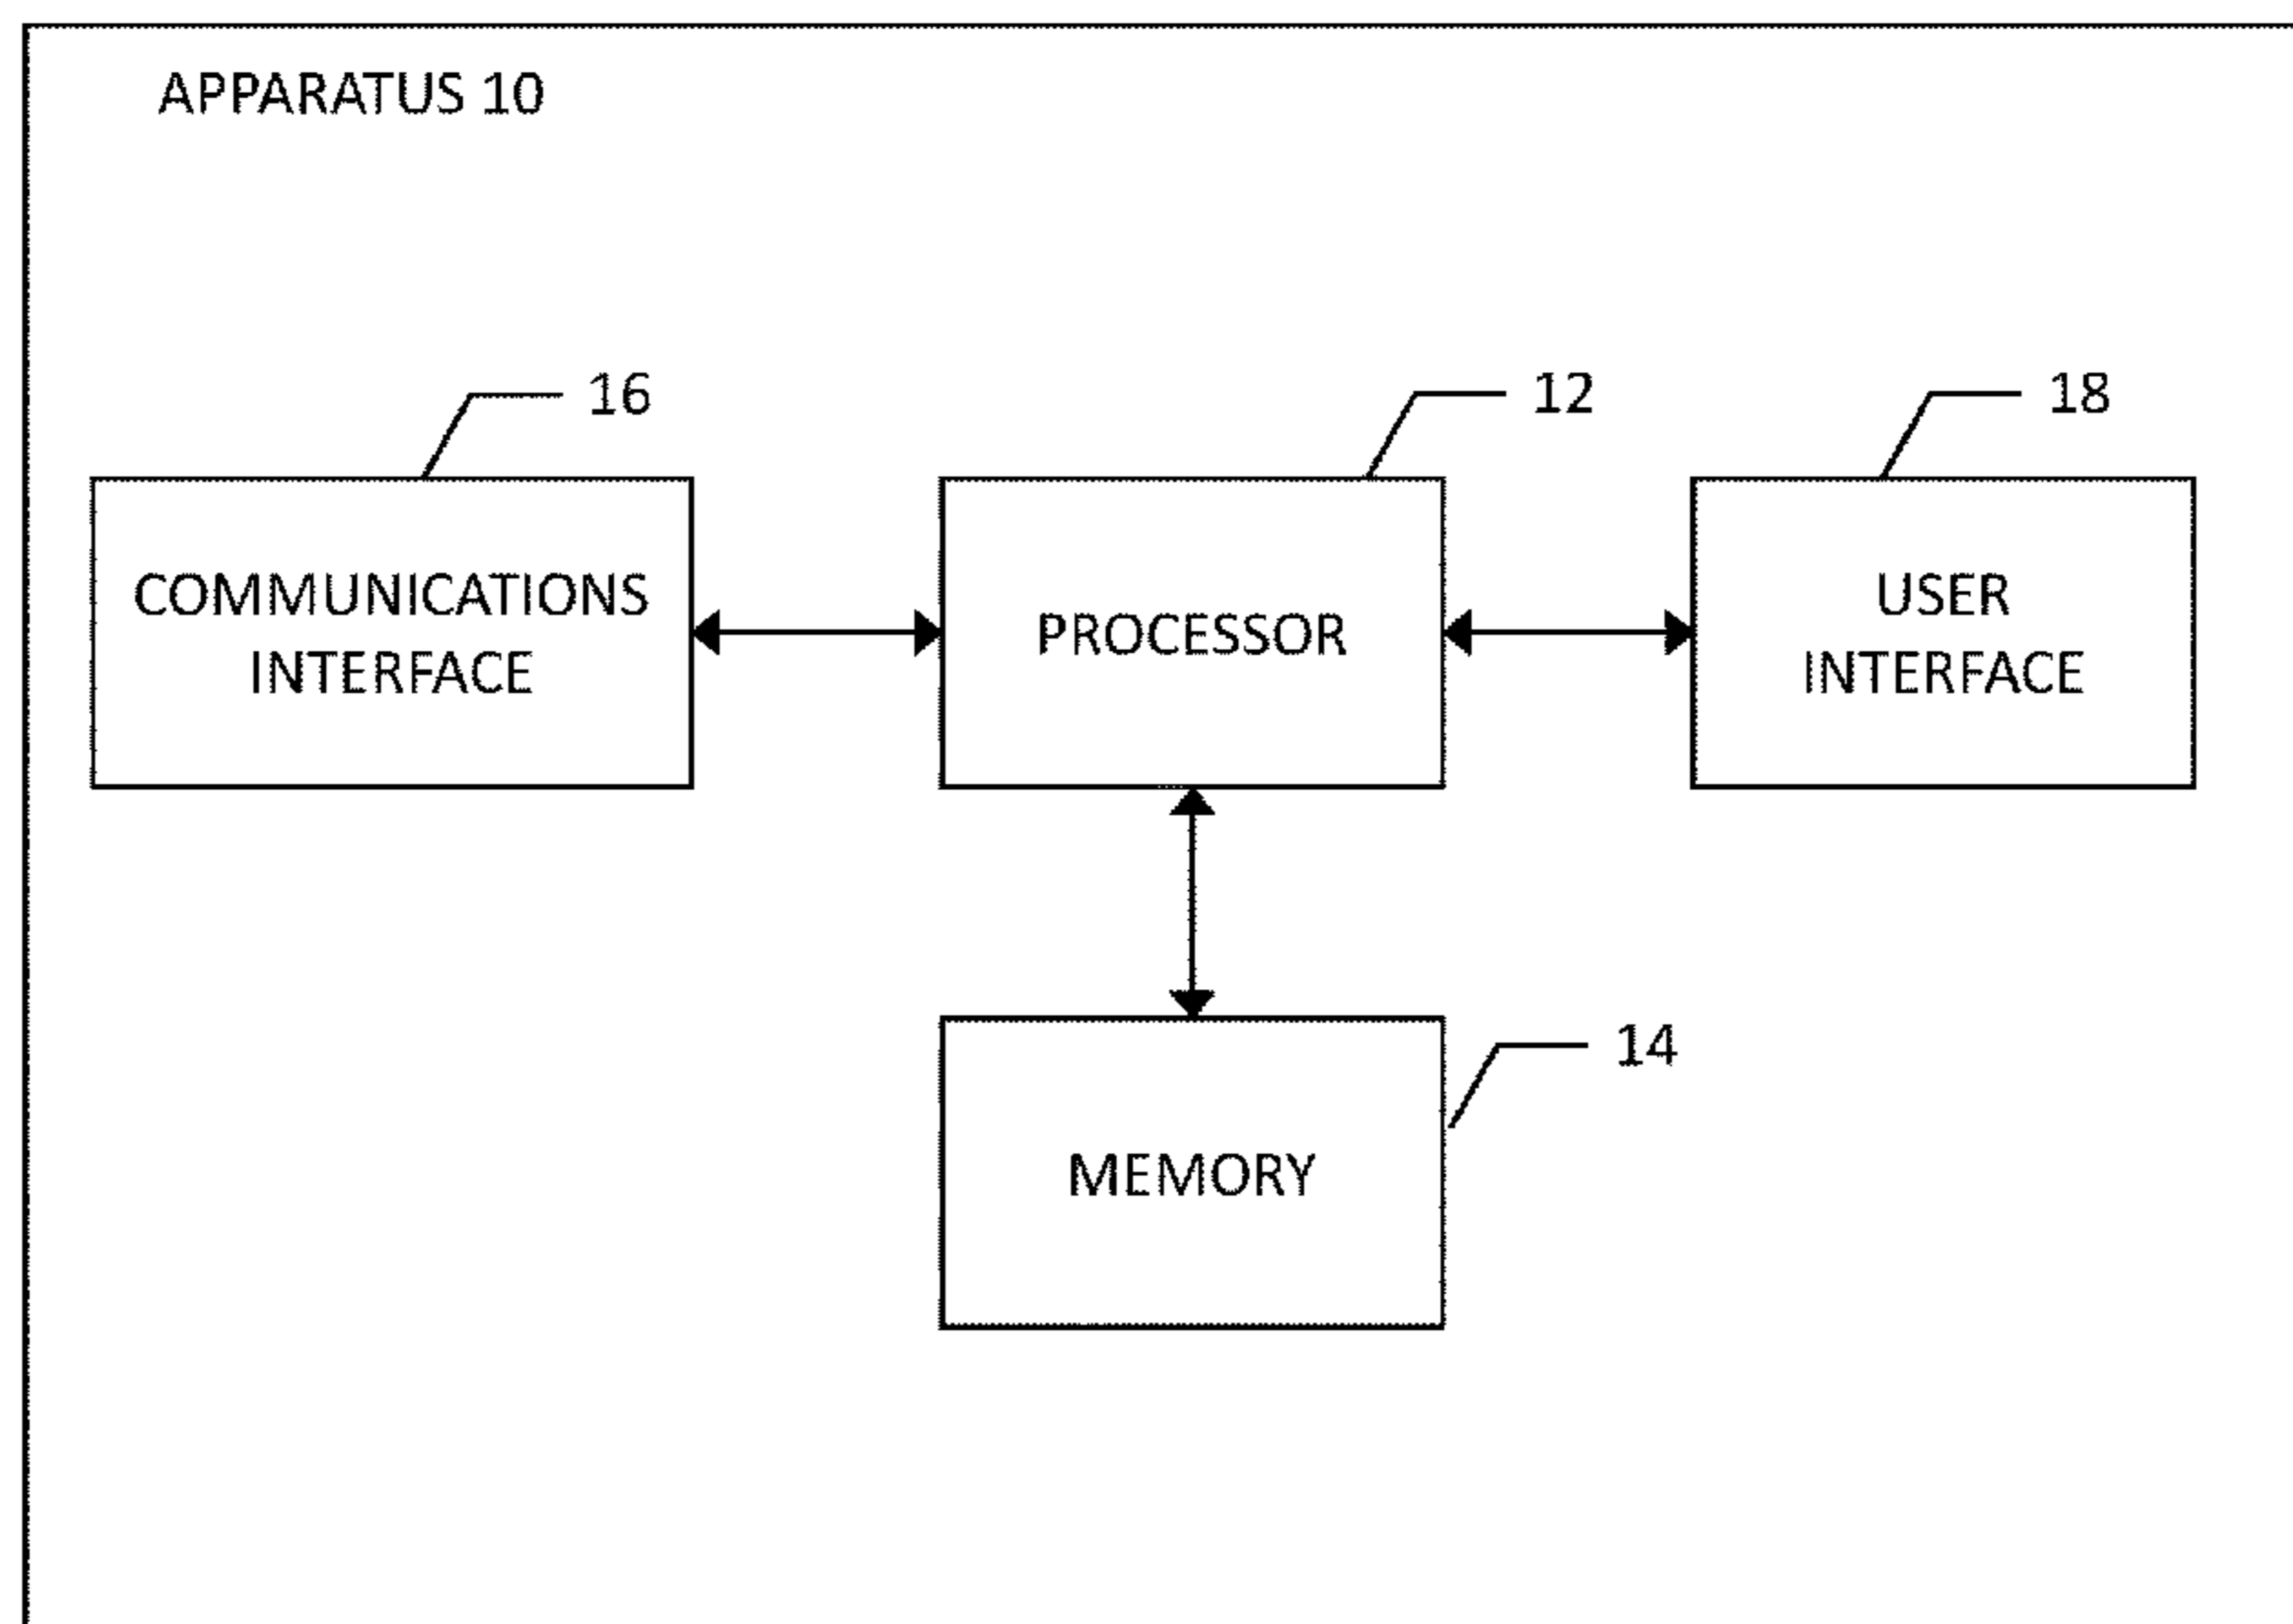 APPARATUS 10
16
12
18
COMMUNICATIONS
INTERFACE
PROCESSOR
USER
INTERFACE
14
MEMORY